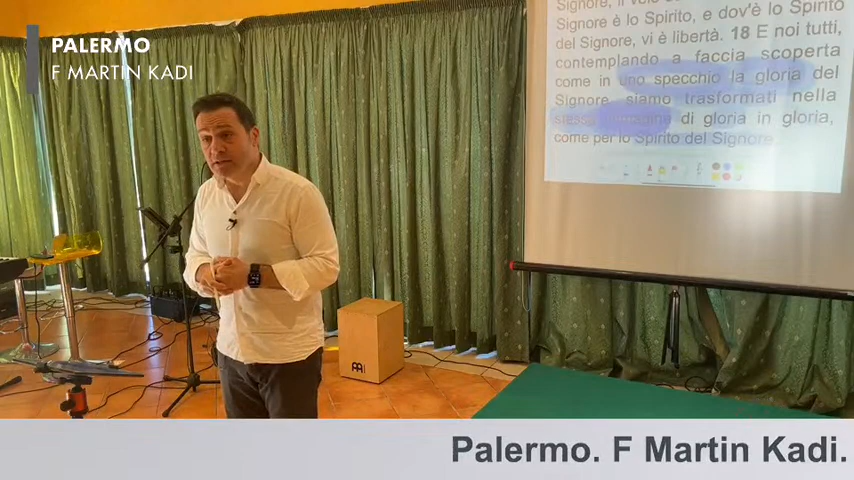 PALERMO
F MARTIN KADI
Signore, il
Signore è lo Spirito, e dov'è lo Spirito
del Signore, vi è libertà. 18 E noi tutti,
contemplando a faccia scoperta
come in uno specchio la gloria del
Signore, siamo trasformati nella
stessa immagine di gloria in gloria,
come per lo Spirito del Signore.
MEINL
Palermo. F Martin Kadi.